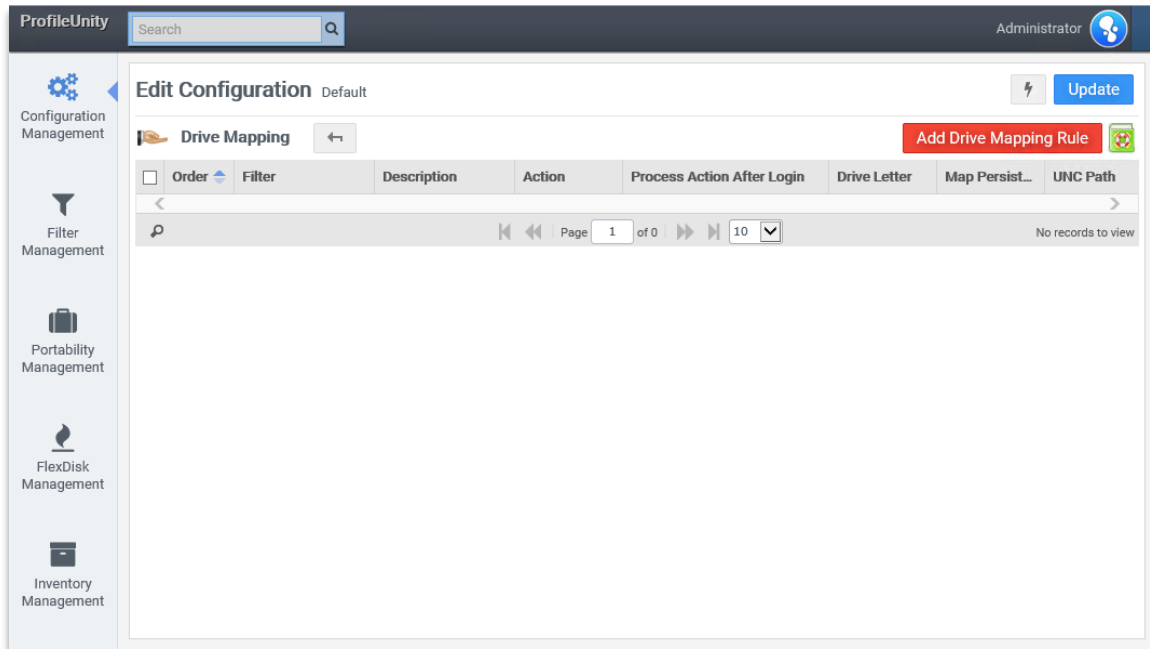 ProfileUnity
Search
Administrator
Configuration
Management
Filter
Management
Portability
Management
FlexDisk
Management
Inventory
Management
Edit Configuration Default
Update
Drive Mapping
Add Drive Mapping Rule
Order Filter Description Action Process Action After Login Drive Letter Map Persist... UNC Path
Page 1 of 0 10 No records to view